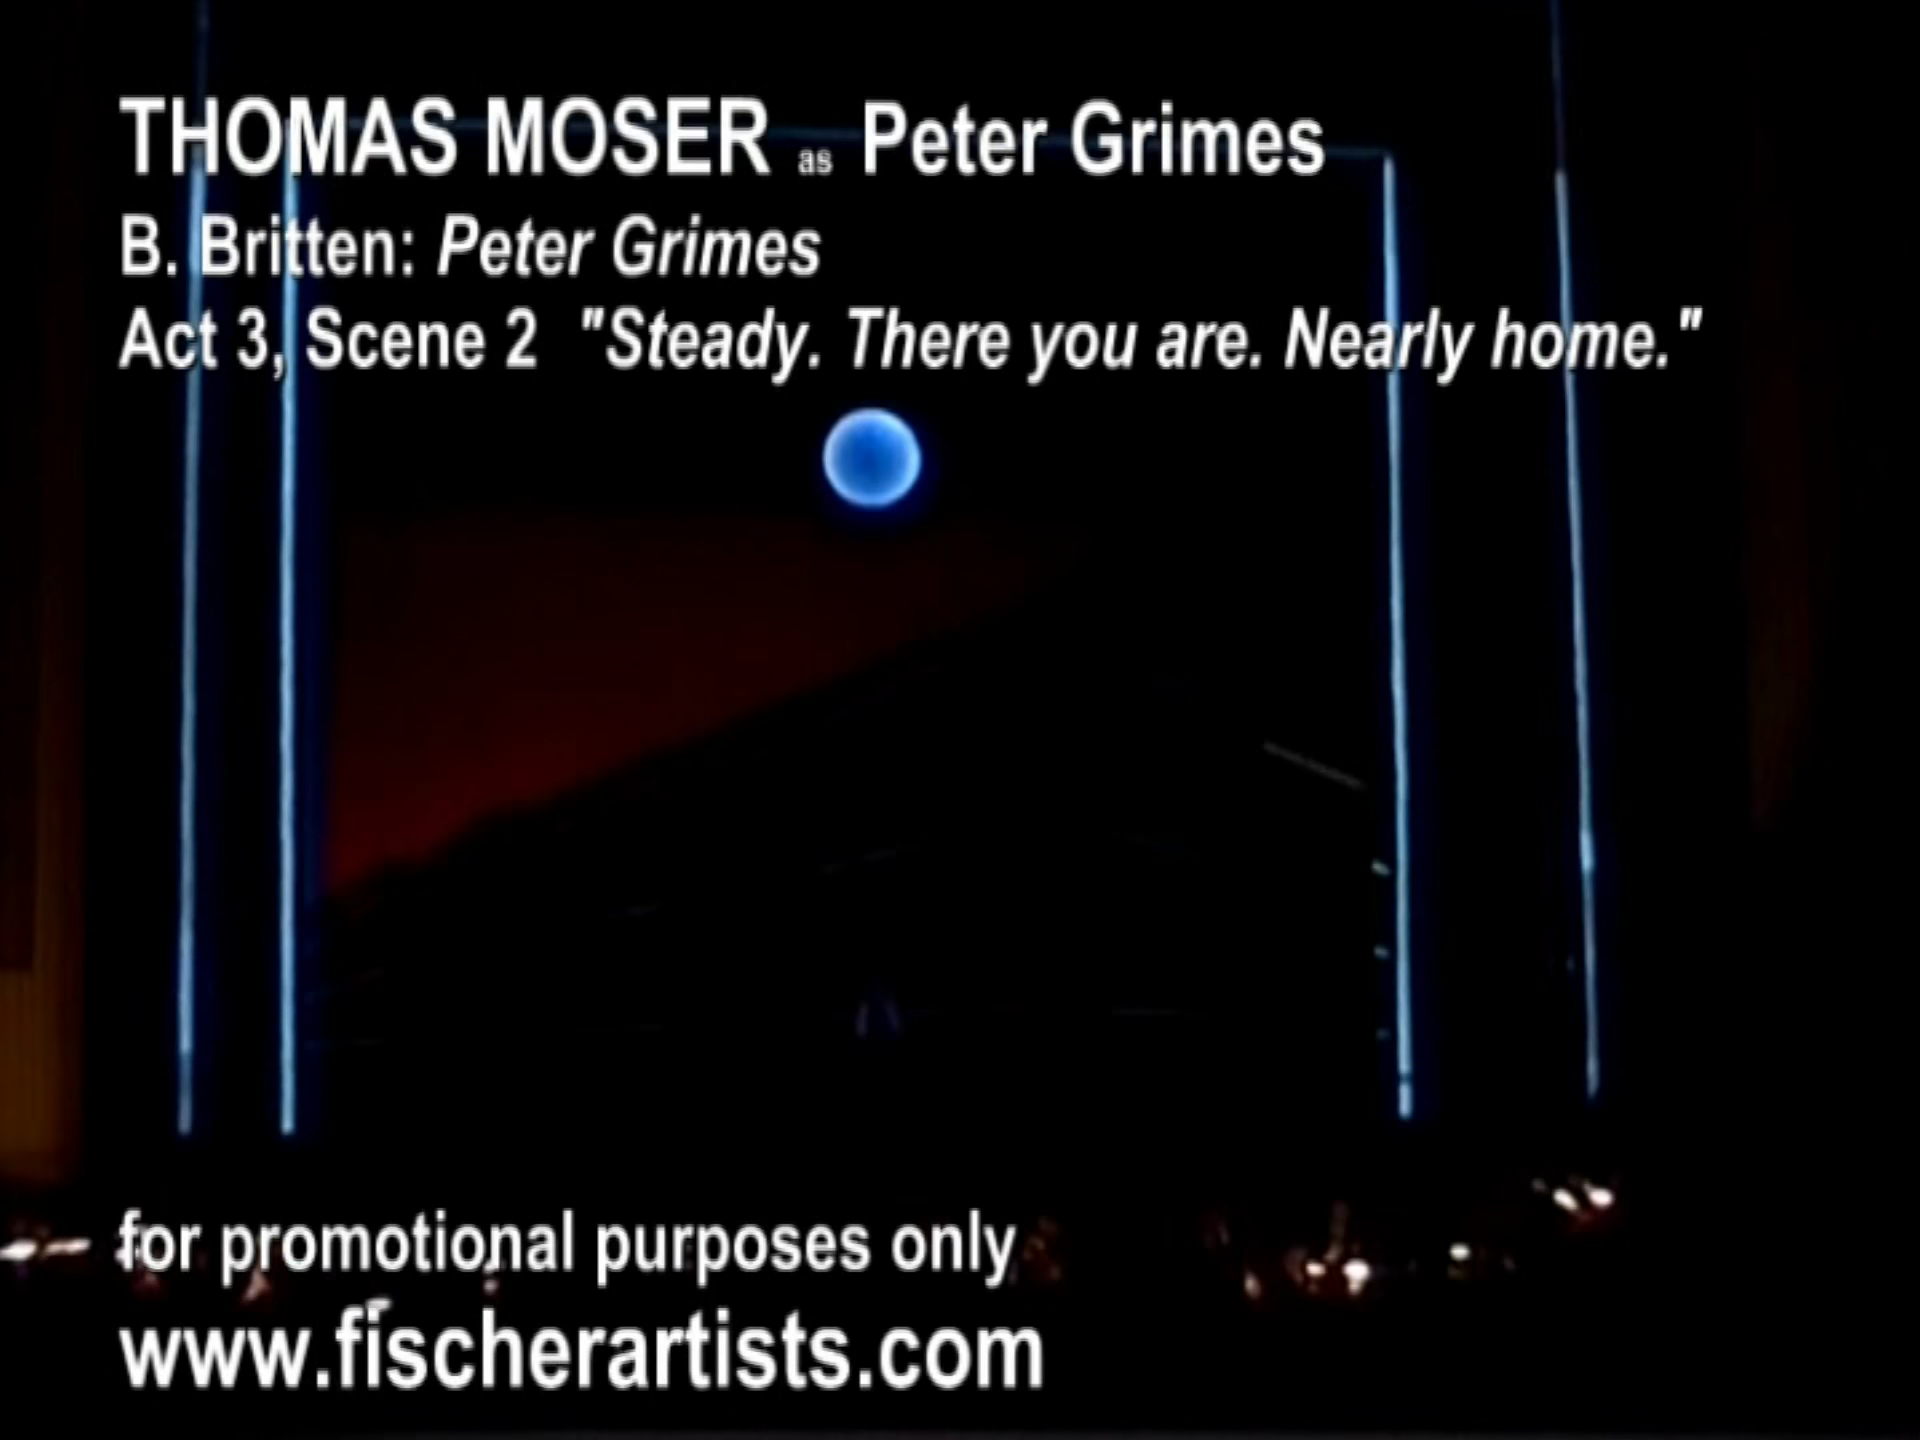 THOMAS MOSER as Peter Grimes
B. Britten: Peter Grimes
Act 3, Scene 2 "Steady. There you are. Nearly home."
for promotional purposes only
www.fischerartists.com